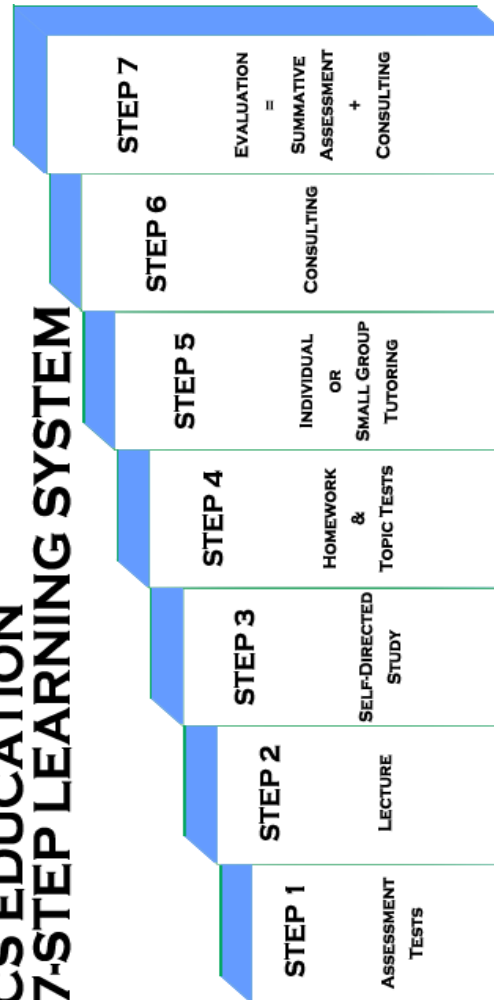 CS EDUCATION
7-STEP LEARNING SYSTEM
STEP 1
ASSESSMENT
TESTS
STEP 2
LECTURE
STEP 3
SELF-DIRECTED
STUDY
STEP 4
HOMEWORK
&
TOPIC TESTS
STEP 5
INDIVIDUAL
OR
SMALL GROUP
TUTORING
STEP 6
CONSULTING
STEP 7
EVALUATION
=
SUMMATIVE
ASSESSMENT
+
CONSULTING